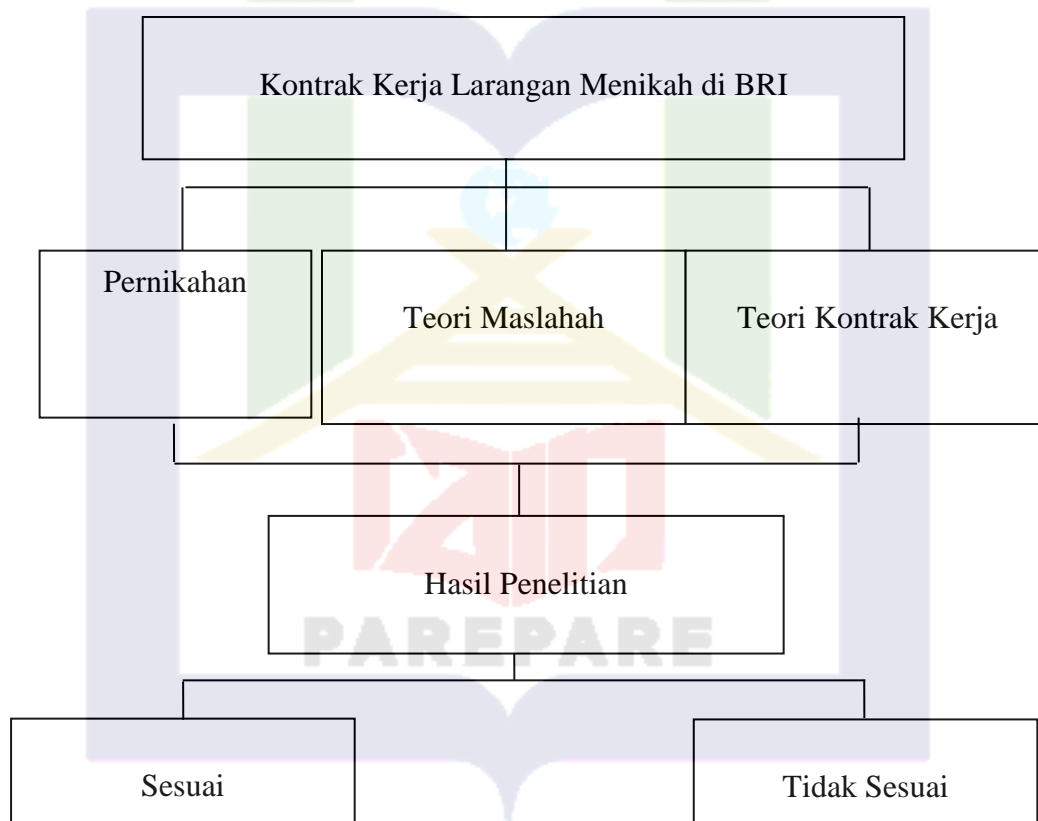 Kontrak Kerja Larangan Menikah di BRI
Pernikahan
Teori Maslahah
Teori Kontrak Kerja
Hasil Penelitian
PAREPARE
Sesuai
Tidak Sesuai